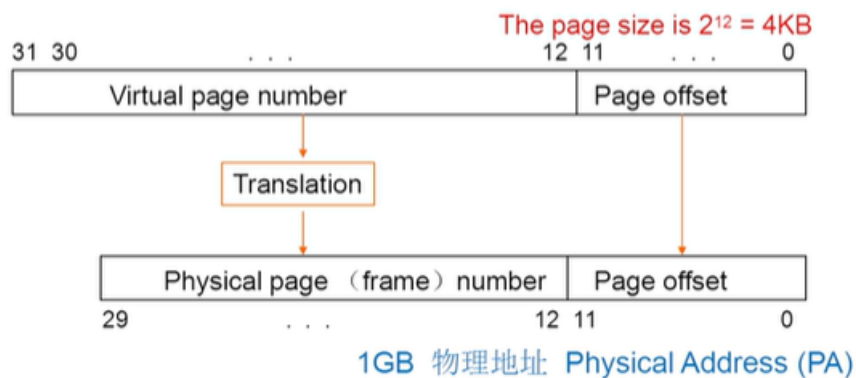 The page size is 2¹² = 4KB
31 30 . . . 12 11 . . . 0
Virtual page number Page offset
Translation
Physical page （frame）number Page offset
29 . . . 12 11 0
1GB 物理地址 Physical Address (PA)